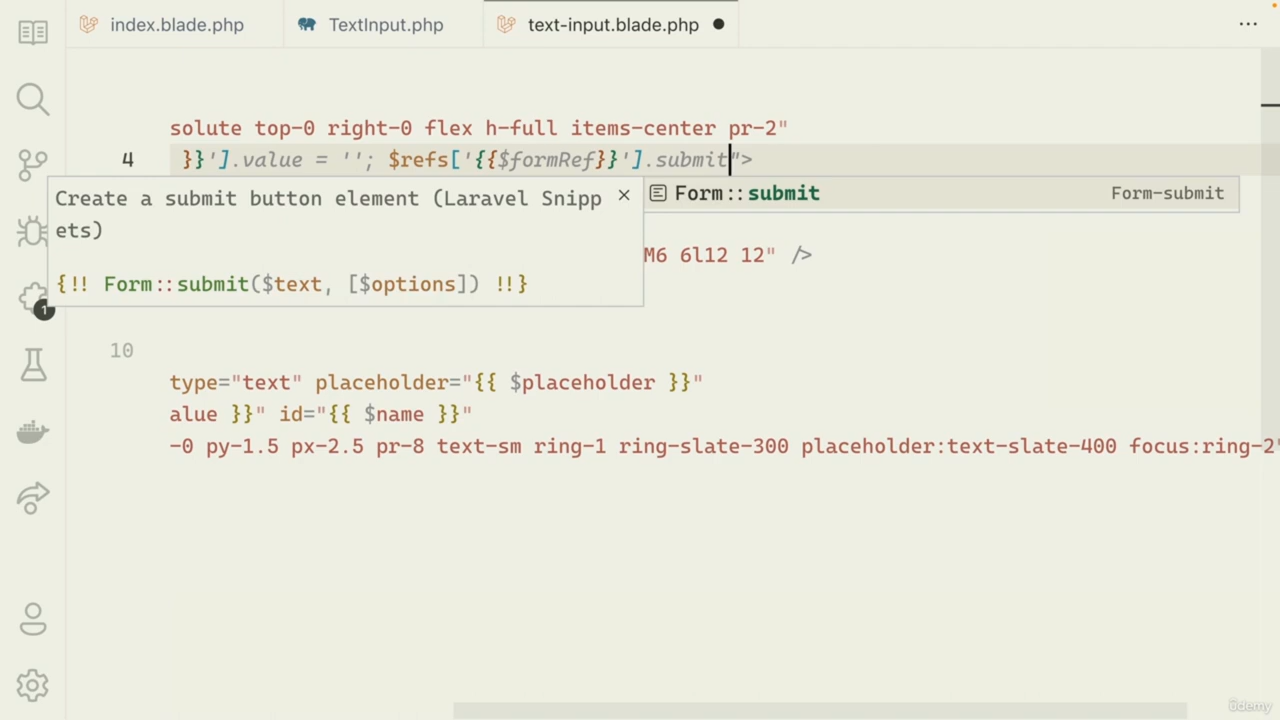 index.blade.php TextInput.php text-input.blade.php
solute top-0 right-0 flex h-full items-center pr-2"
4 }}'].value = ''; $refs['{{$formRef}}'].submit">
Create a submit button element (Laravel Snipp
ets)
{!! Form::submit($text, [$options]) !!}
Form::submit Form-submit
M6 6l12 12" />
1
10
type="text" placeholder="{{ $placeholder }}"
alue }}" id="{{ $name }}"
-0 py-1.5 px-2.5 pr-8 text-sm ring-1 ring-slate-300 placeholder:text-slate-400 focus:ring-2"
ûdemy